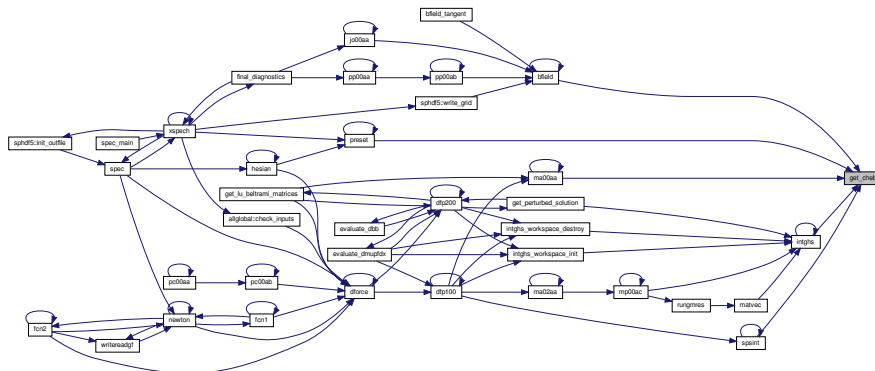 bfield_tangent
jo00aa
final_diagnostics
pp00aa
pp00ab
bfield
sphdf5::write_grid
xspech
sphdf5::init_outfile
spec_main
preset
spec
hesian
ma00aa
get_cheb
get_lu_beltrami_matrices
dfp200
get_perturbed_solution
allglobal::check_inputs
evaluate_dbb
intghs_workspace_destroy
intghs
evaluate_dmupfdx
intghs_workspace_init
pc00aa
pc00ab
dforce
dfp100
ma02aa
mp00ac
rungmres
matvec
newton
fcn1
fcn2
writereadgf
spsint